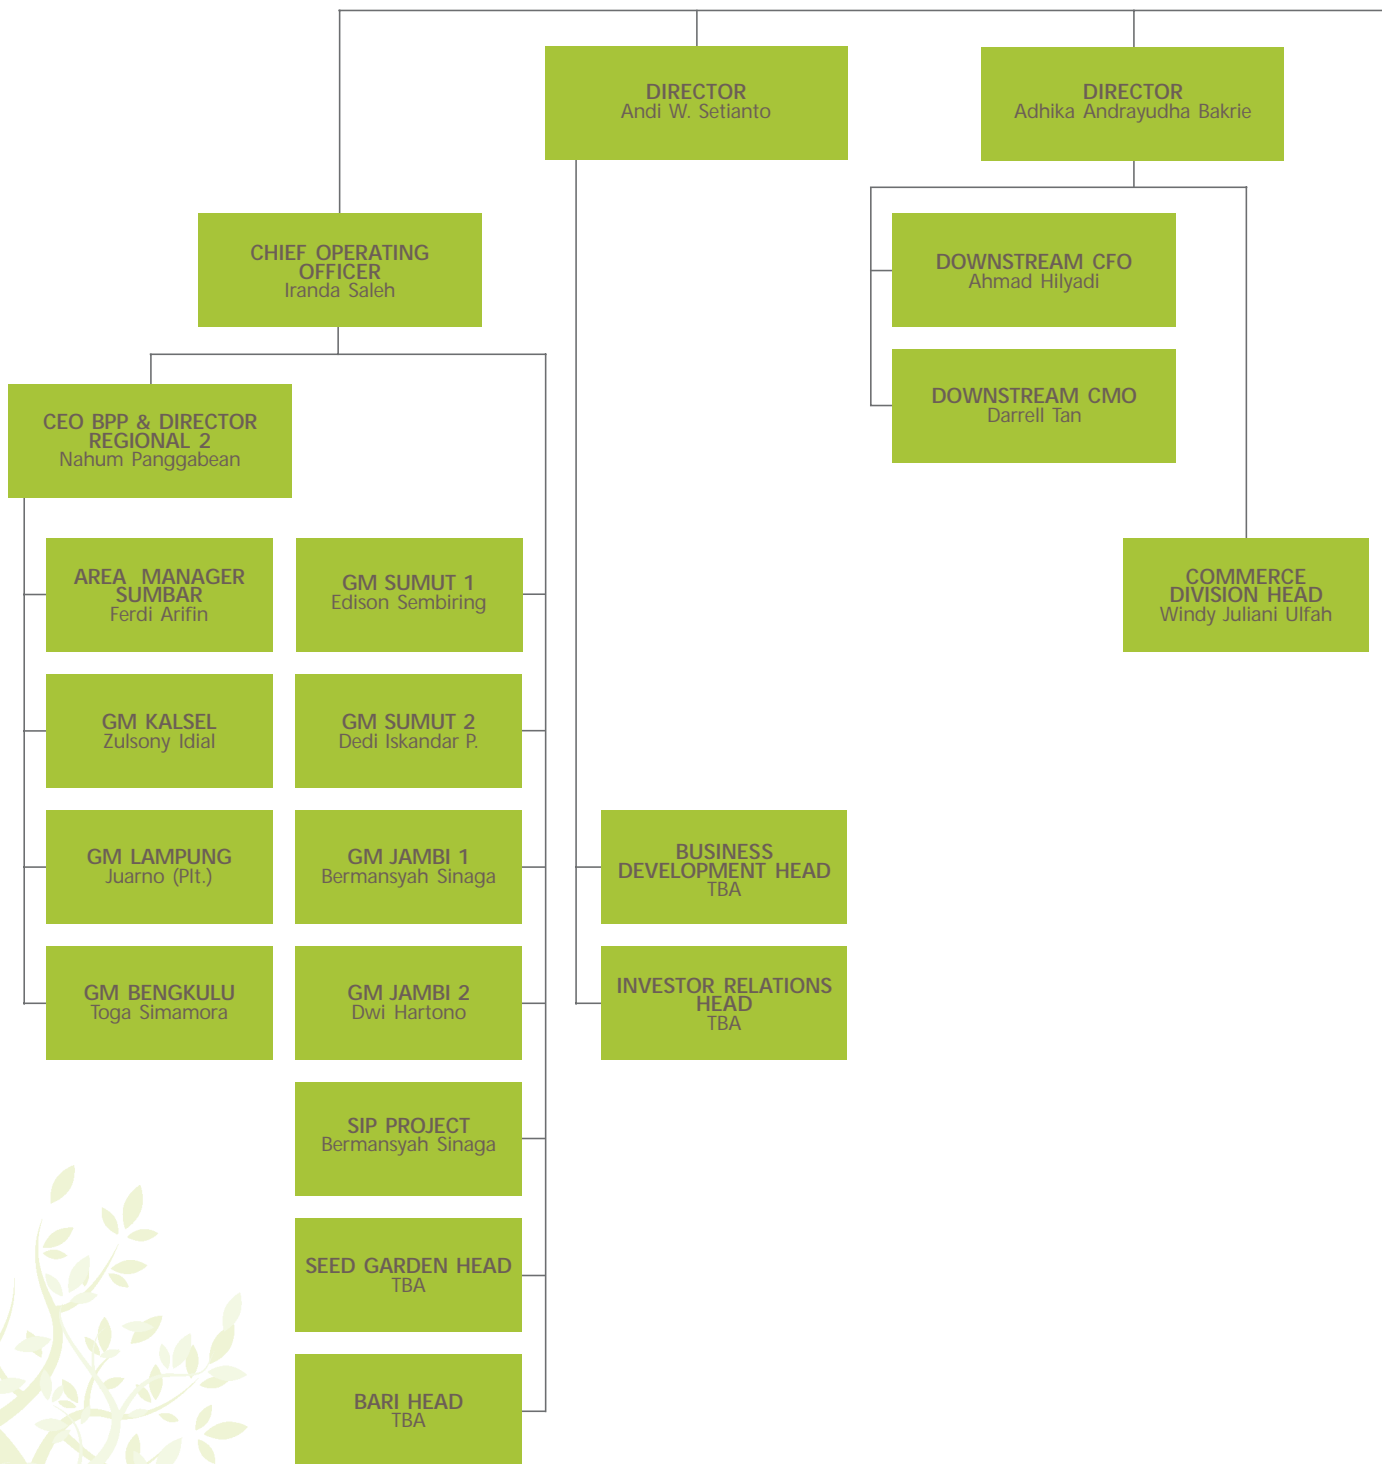 DIRECTOR
Andi W. Setianto
DIRECTOR
Adhika Andrayudha Bakrie
CHIEF OPERATING
OFFICER
Iranda Saleh
DOWNSTREAM CFO
Ahmad Hilyadi
DOWNSTREAM CMO
Darrell Tan
CEO BPP & DIRECTOR
REGIONAL 2
Nahum Panggabean
AREA MANAGER
SUMBAR
Ferdi Arifin
GM SUMUT 1
Edison Sembiring
COMMERCE
DIVISION HEAD
Windy Juliani Ulfah
GM KALSEL
Zulsony Idial
GM SUMUT 2
Dedi Iskandar P.
GM LAMPUNG
Juarno (Plt.)
GM JAMBI 1
Bermansyah Sinaga
BUSINESS
DEVELOPMENT HEAD
TBA
GM BENGKULU
Toga Simamora
GM JAMBI 2
Dwi Hartono
INVESTOR RELATIONS
HEAD
TBA
SIP PROJECT
Bermansyah Sinaga
SEED GARDEN HEAD
TBA
BARI HEAD
TBA